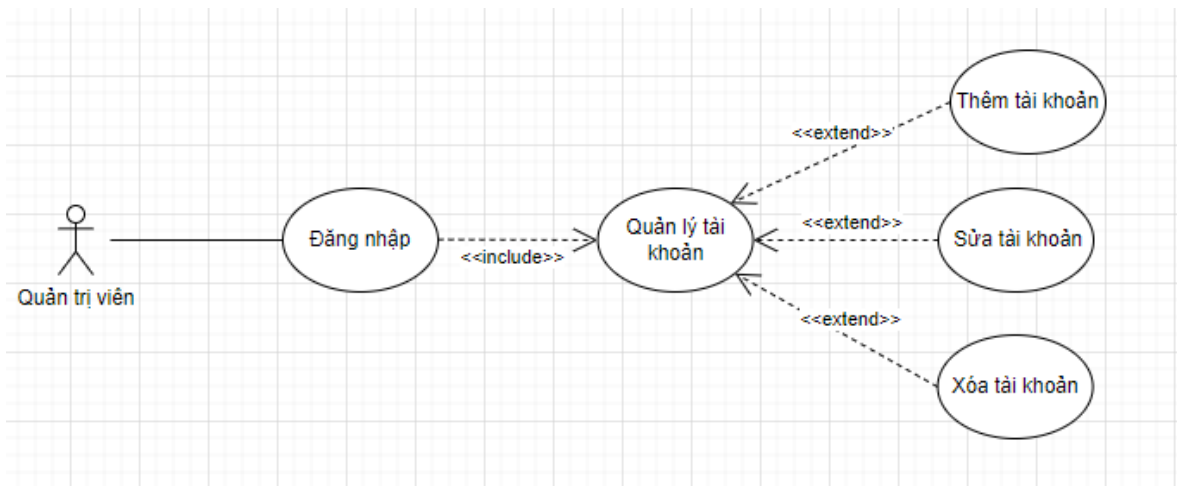 Thêm tài khoản
<<extend>>
Quản lý tài
khoản
<<extend>>
Sửa tài khoản
Đăng nhập
<<include>>
Quản trị viên
<<extend>>
Xóa tài khoản